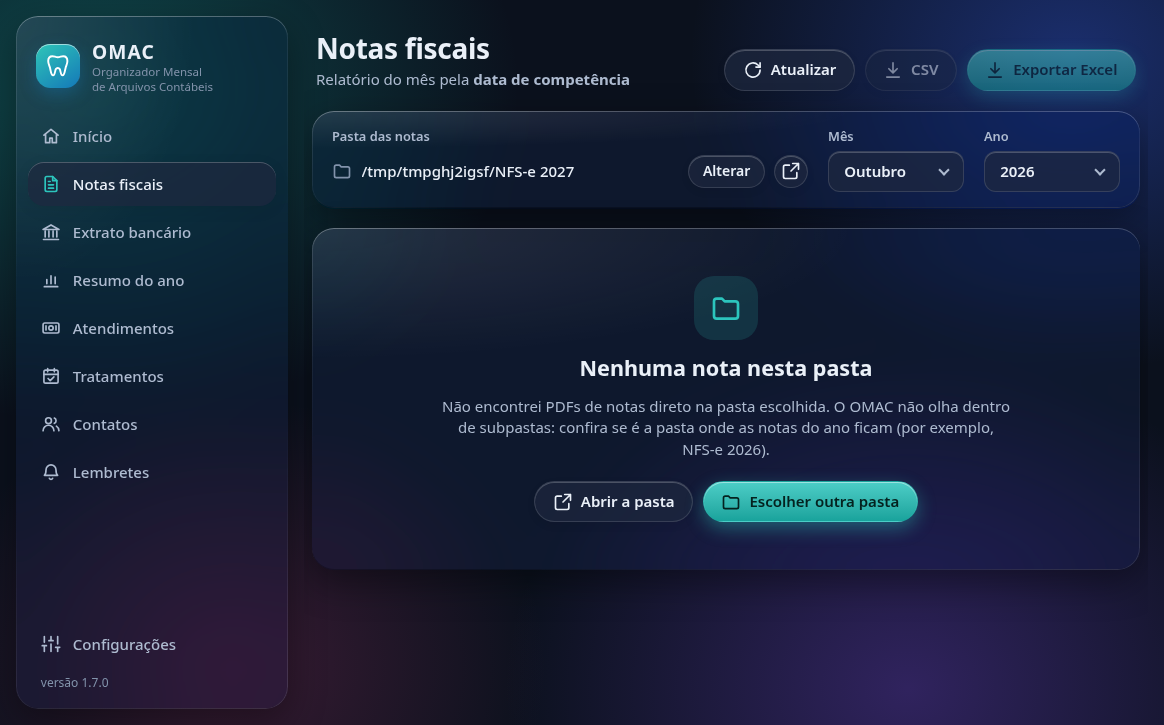 OMAC
Organizador Mensal
de Arquivos Contábeis
Início
Notas fiscais
Extrato bancário
Resumo do ano
Atendimentos
Tratamentos
Contatos
Lembretes
Configurações
versão 1.7.0
Notas fiscais
Relatório do mês pela data de competência
Atualizar
CSV
Exportar Excel
Pasta das notas
/tmp/tmpghj2igsf/NFS-e 2027
Alterar
Mês
Outubro
Ano
2026
Nenhuma nota nesta pasta
Não encontrei PDFs de notas direto na pasta escolhida. O OMAC não olha dentro
de subpastas: confira se é a pasta onde as notas do ano ficam (por exemplo,
NFS-e 2026).
Abrir a pasta
Escolher outra pasta